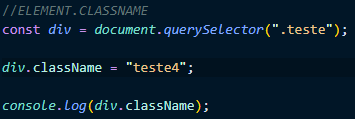 //ELEMENT.CLASSNAME
const div = document.querySelector(".teste");
div.className = "teste4";
console.log(div.className);